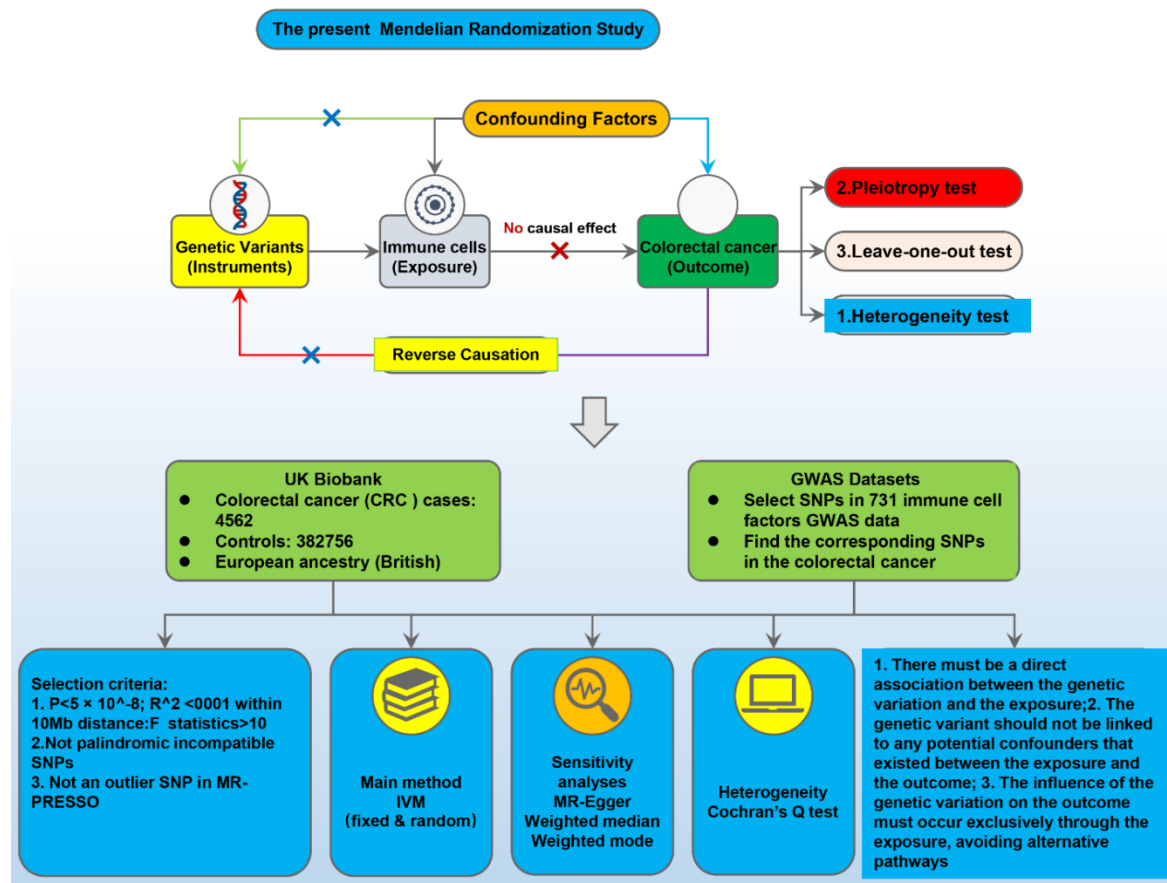 The present Mendelian Randomization Study
Confounding Factors
Genetic Variants
(Instruments)
Immune cells
(Exposure)
No causal effect
Colorectal cancer
(Outcome)
2.Pleiotropy test
3.Leave-one-out test
1.Heterogeneity test
Reverse Causation
UK Biobank
● Colorectal cancer (CRC ) cases:
4562
● Controls: 382756
● European ancestry (British)
GWAS Datasets
● Select SNPs in 731 immune cell
factors GWAS data
● Find the corresponding SNPs
in the colorectal cancer
Selection criteria:
1. P<5 × 10^-8; R^2 <0001 within
10Mb distance:F statistics>10
2.Not palindromic incompatible
SNPs
3. Not an outlier SNP in MR-
PRESSO
Main method
IVM
(fixed & random)
Sensitivity
analyses
MR-Egger
Weighted median
Weighted mode
Heterogeneity
Cochran's Q test
1. There must be a direct
association between the genetic
variation and the exposure;2. The
genetic variant should not be linked
to any potential confounders that
existed between the exposure and
the outcome; 3. The influence of the
genetic variation on the outcome
must occur exclusively through the
exposure, avoiding alternative
pathways